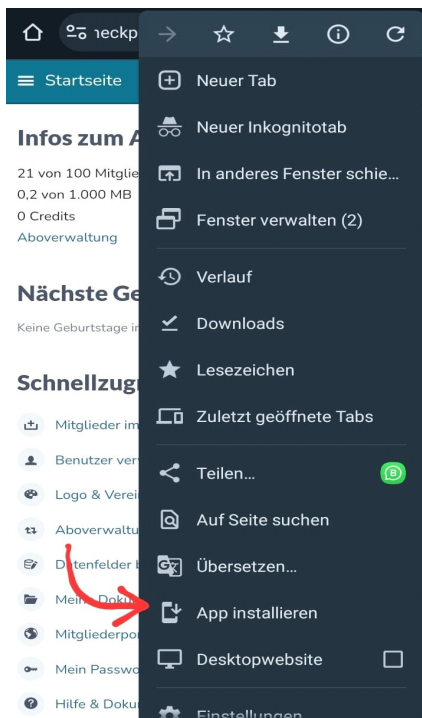 heckp
Startseite
Neuer Tab
Neuer Inkognitotab
In anderes Fenster schie...
Fenster verwalten (2)
Verlauf
Downloads
Lesezeichen
Zuletzt geöffnete Tabs
Teilen...
Auf Seite suchen
Übersetzen...
App installieren
Desktopwebsite
Einstellungen
Infos zum A
21 von 100 Mitglie
0,2 von 1.000 MB
0 Credits
Aboverwaltung
Nächste Ge
Keine Geburtstage in
Schnellzug
Mitglieder im
Benutzer ver
Logo & Verei
Aboverwaltu
Datenfelder b
Meine Doku
Mitgliederpo
Mein Passwo
Hilfe & Doku